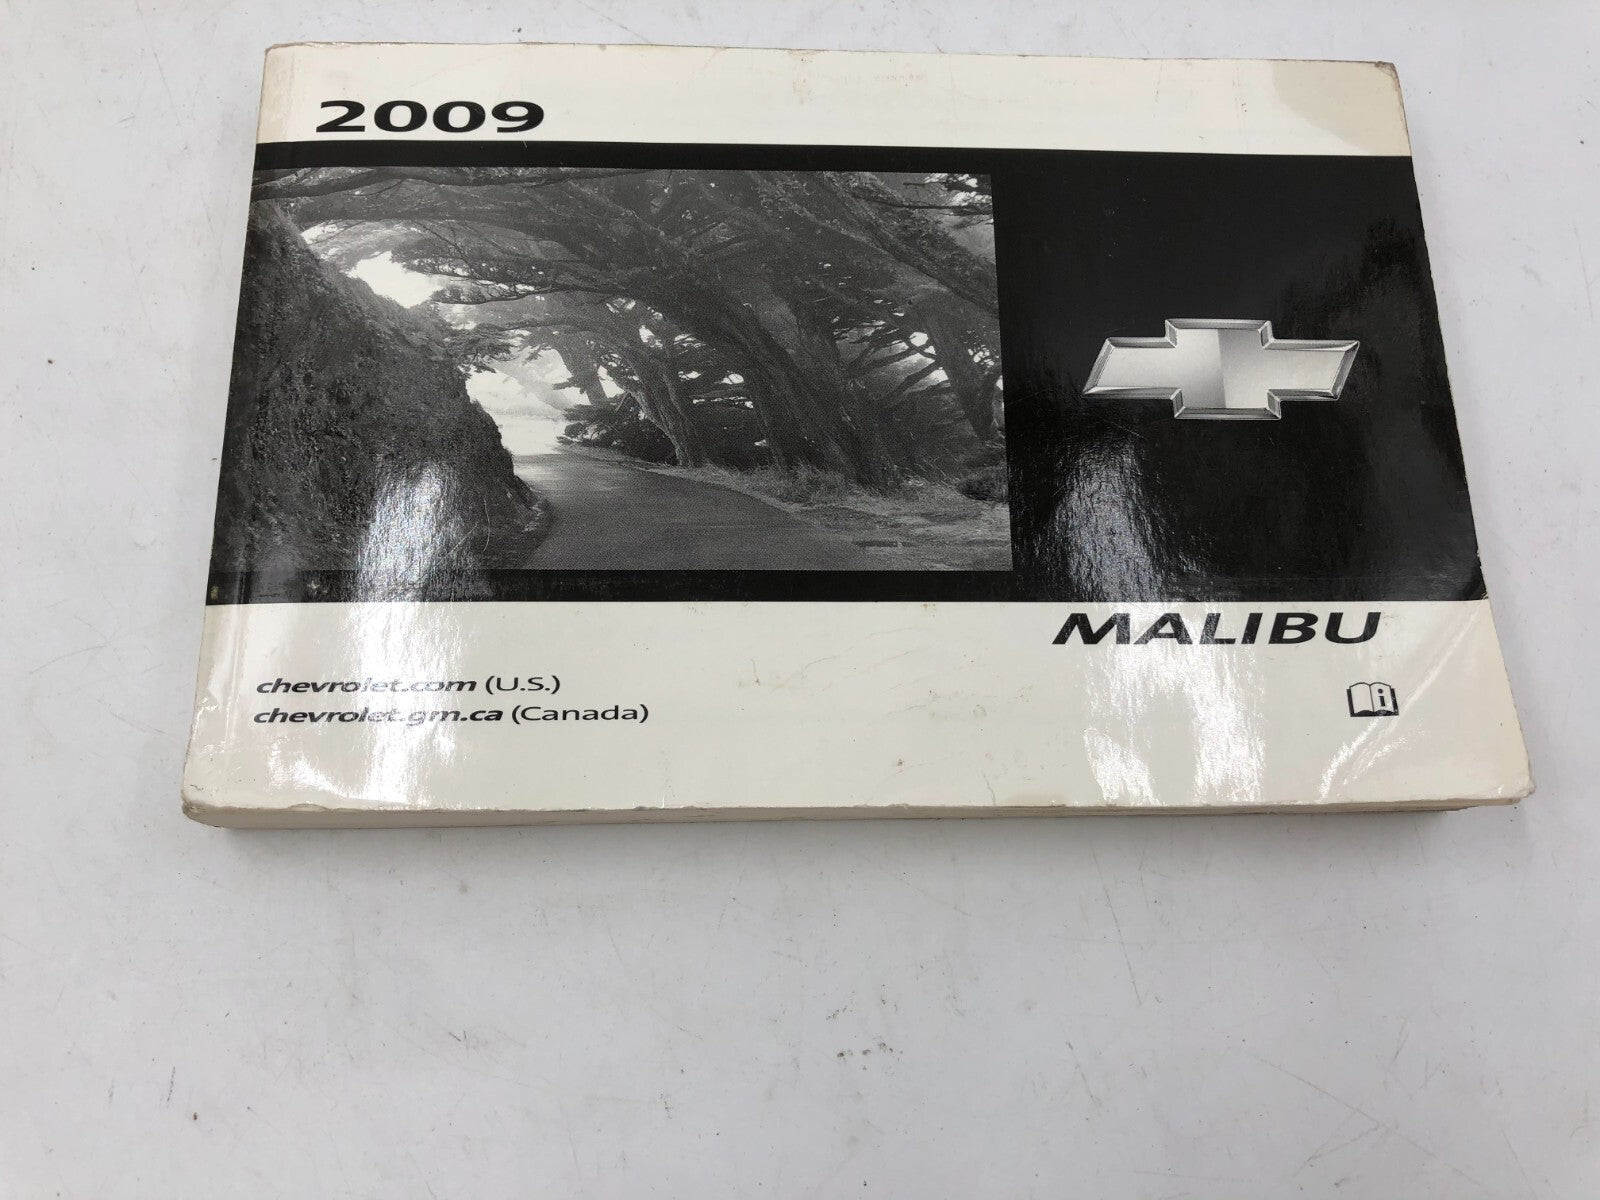 2009
MALIBU
chevrolet.com (U.S.)
chevrolet.gm.ca (Canada)
i